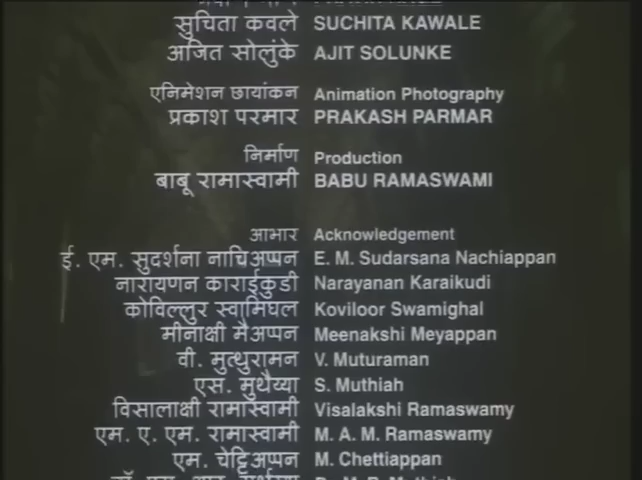 सुचिता कवले SUCHITA KAWALE
अजित सोलुंके AJIT SOLUNKE
एनिमेशन छायांकन Animation Photography
प्रकाश परमार PRAKASH PARMAR
निर्माण Production
बाबू रामास्वामी BABU RAMASWAMI
आभार Acknowledgement
ई. एम. सुदर्शना नाचिअप्पन E. M. Sudarsana Nachiappan
नारायणन काराईकुडी Narayanan Karaikudi
कोविल्लुर स्वामिघल Koviloor Swamighal
मीनाक्षी मैअप्पन Meenakshi Meyappan
वी. मुत्थुरामन V. Muturaman
एस. मुथैय्या S. Muthiah
विसालाक्षी रामास्वामी Visalakshi Ramaswamy
एम. ए. एम. रामास्वामी M. A. M. Ramaswamy
एम. चेट्टिअप्पन M. Chettiappan